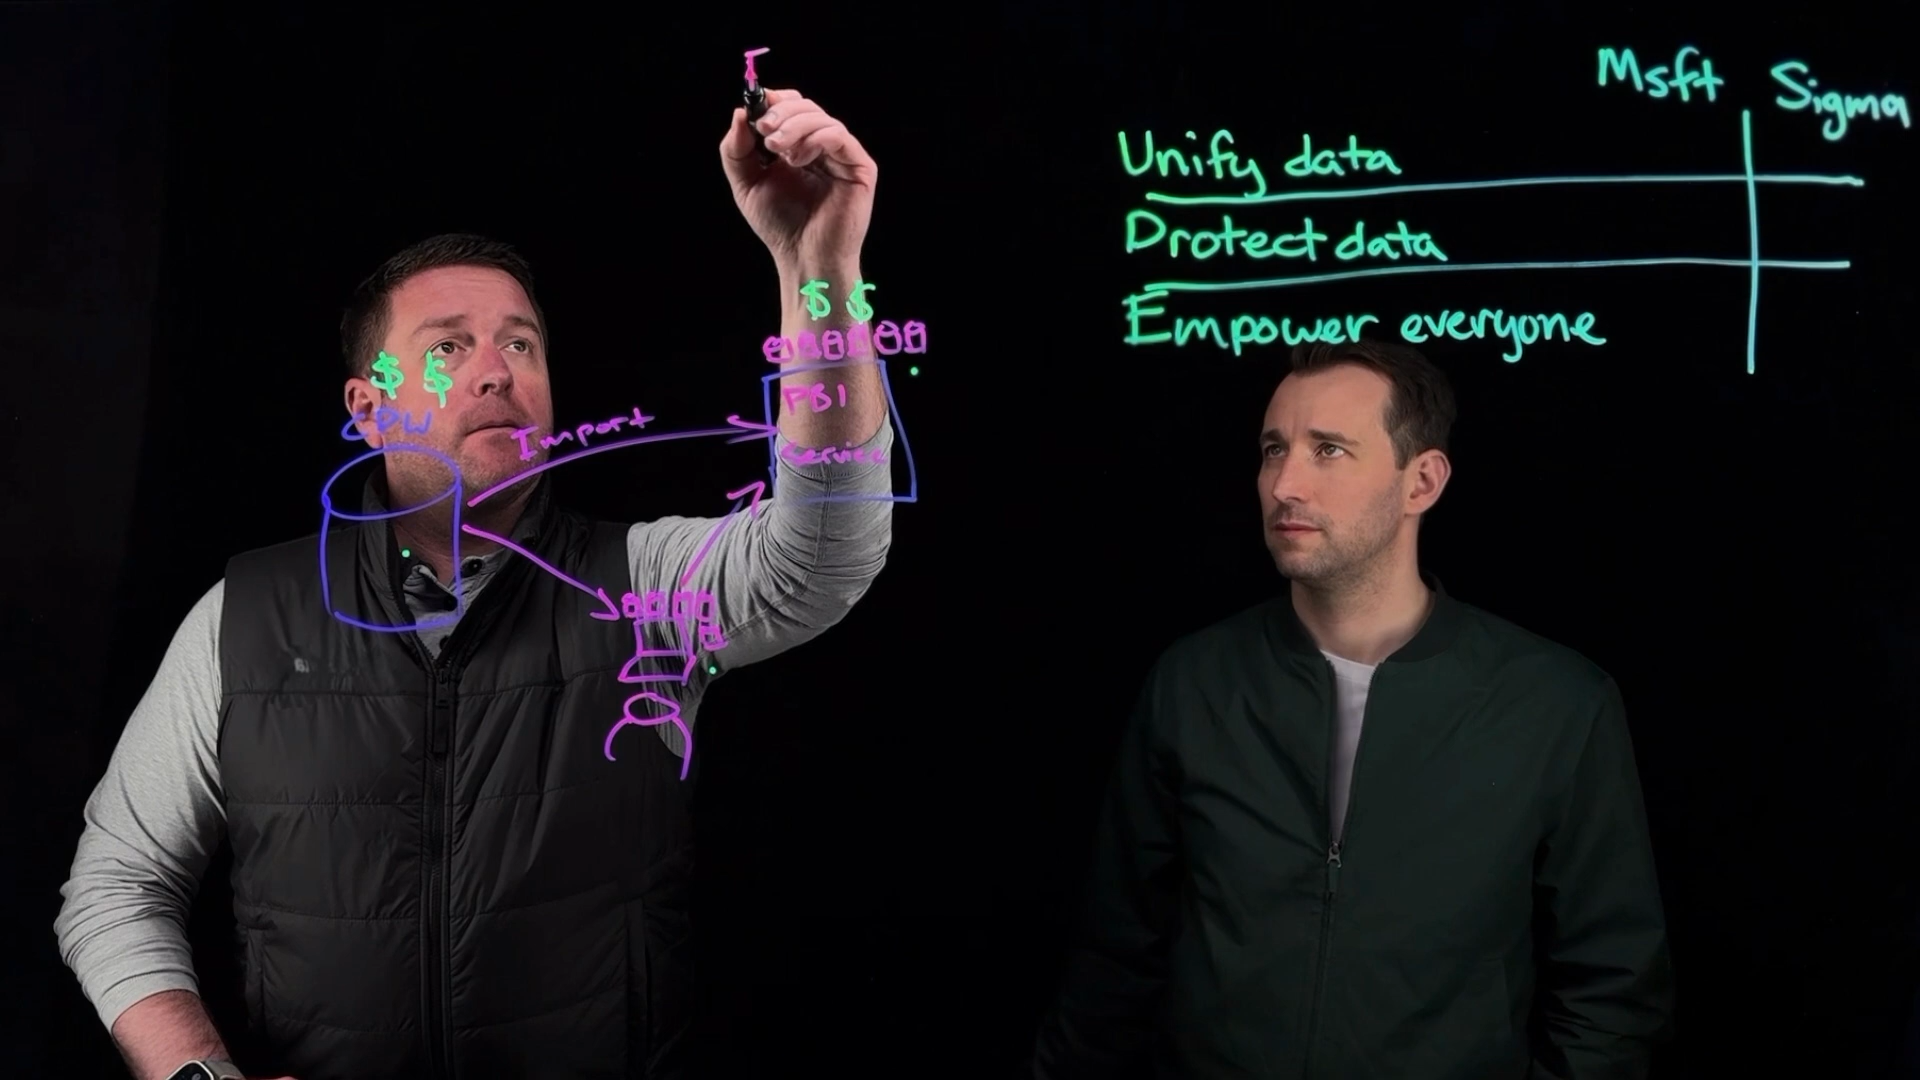 Msft Sigma
Unify data
Protect data
Empower everyone
$ $
PBI
Service
$ $
CDW
Import